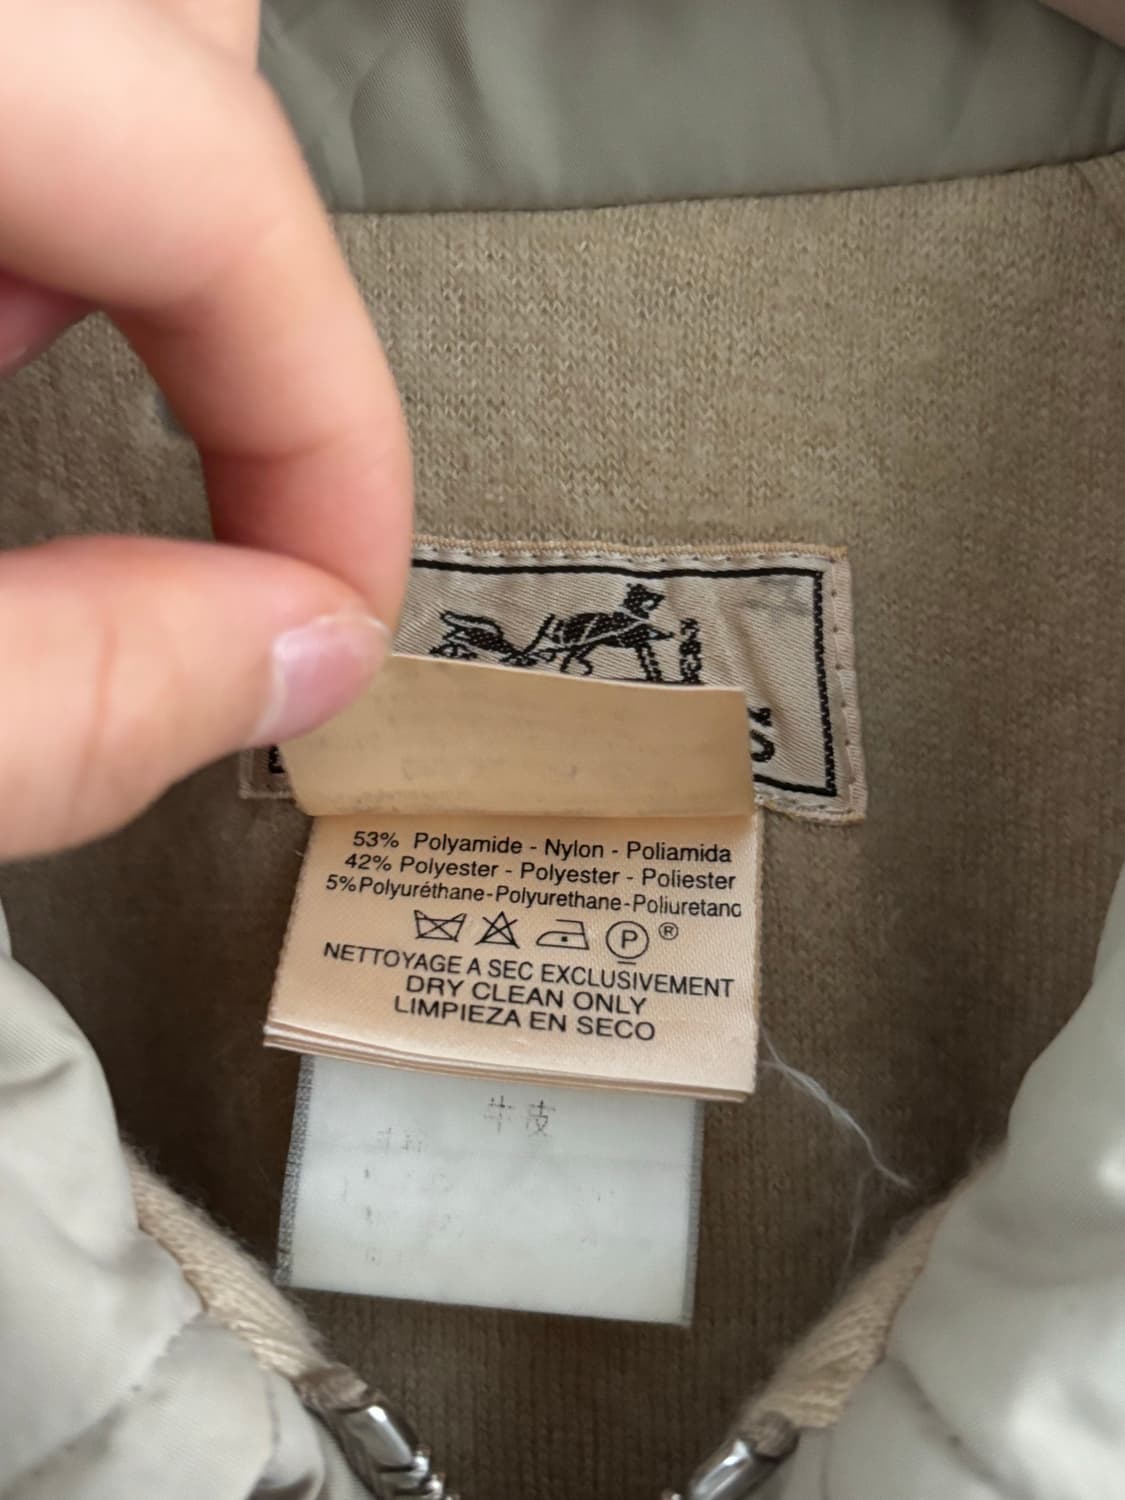 53% Polyamide - Nylon - Poliamida
42% Polyester - Polyester - Poliester
5% Polyuréthane-Polyurethane-Poliuretano
P ®
NETTOYAGE A SEC EXCLUSIVEMENT
DRY CLEAN ONLY
LIMPIEZA EN SECO
牛皮